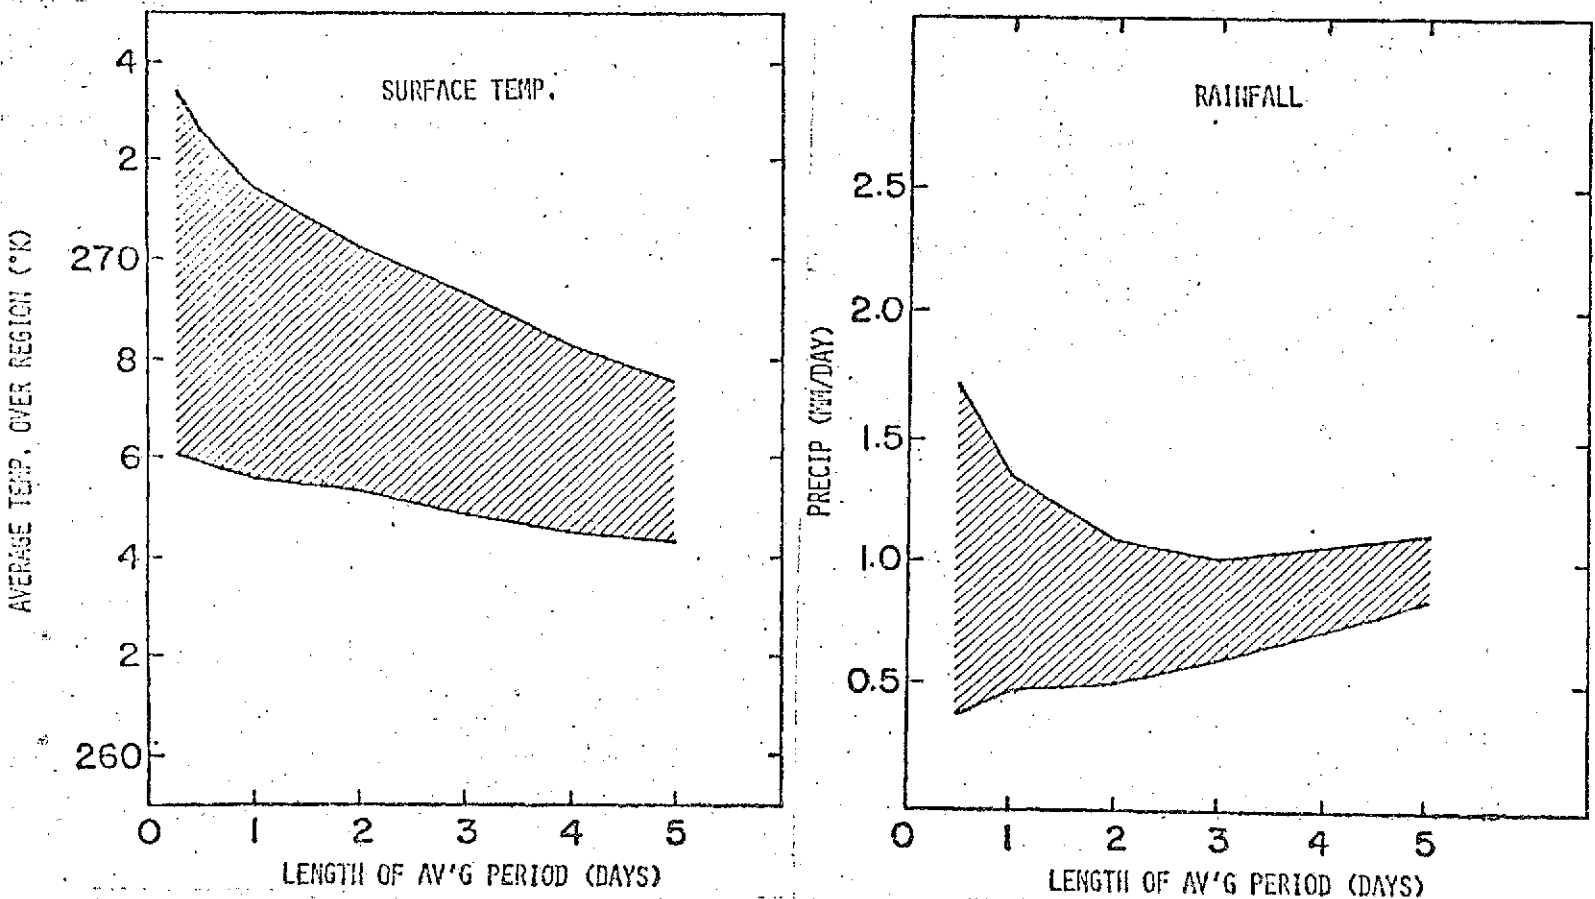 SURFACE TEMP.
4
2
270
8
6
4
2
260
AVERAGE TEMP. OVER REGION (°K)
0 1 2 3 4 5
LENGTH OF AV'G PERIOD (DAYS)
RAINFALL
2.5
2.0
1.5
1.0
0.5
PRECIP (MM/DAY)
0 1 2 3 4 5
LENGTH OF AV'G PERIOD (DAYS)